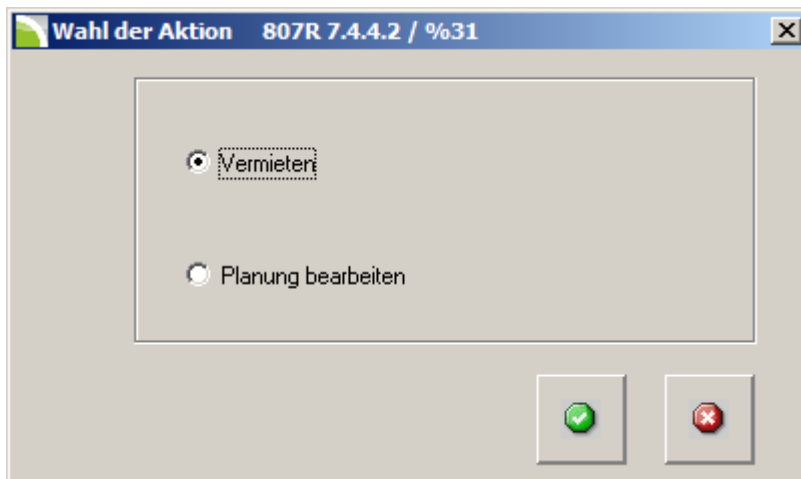 Wahl der Aktion 807R 7.4.4.2 / %31
Vermieten
Planung bearbeiten